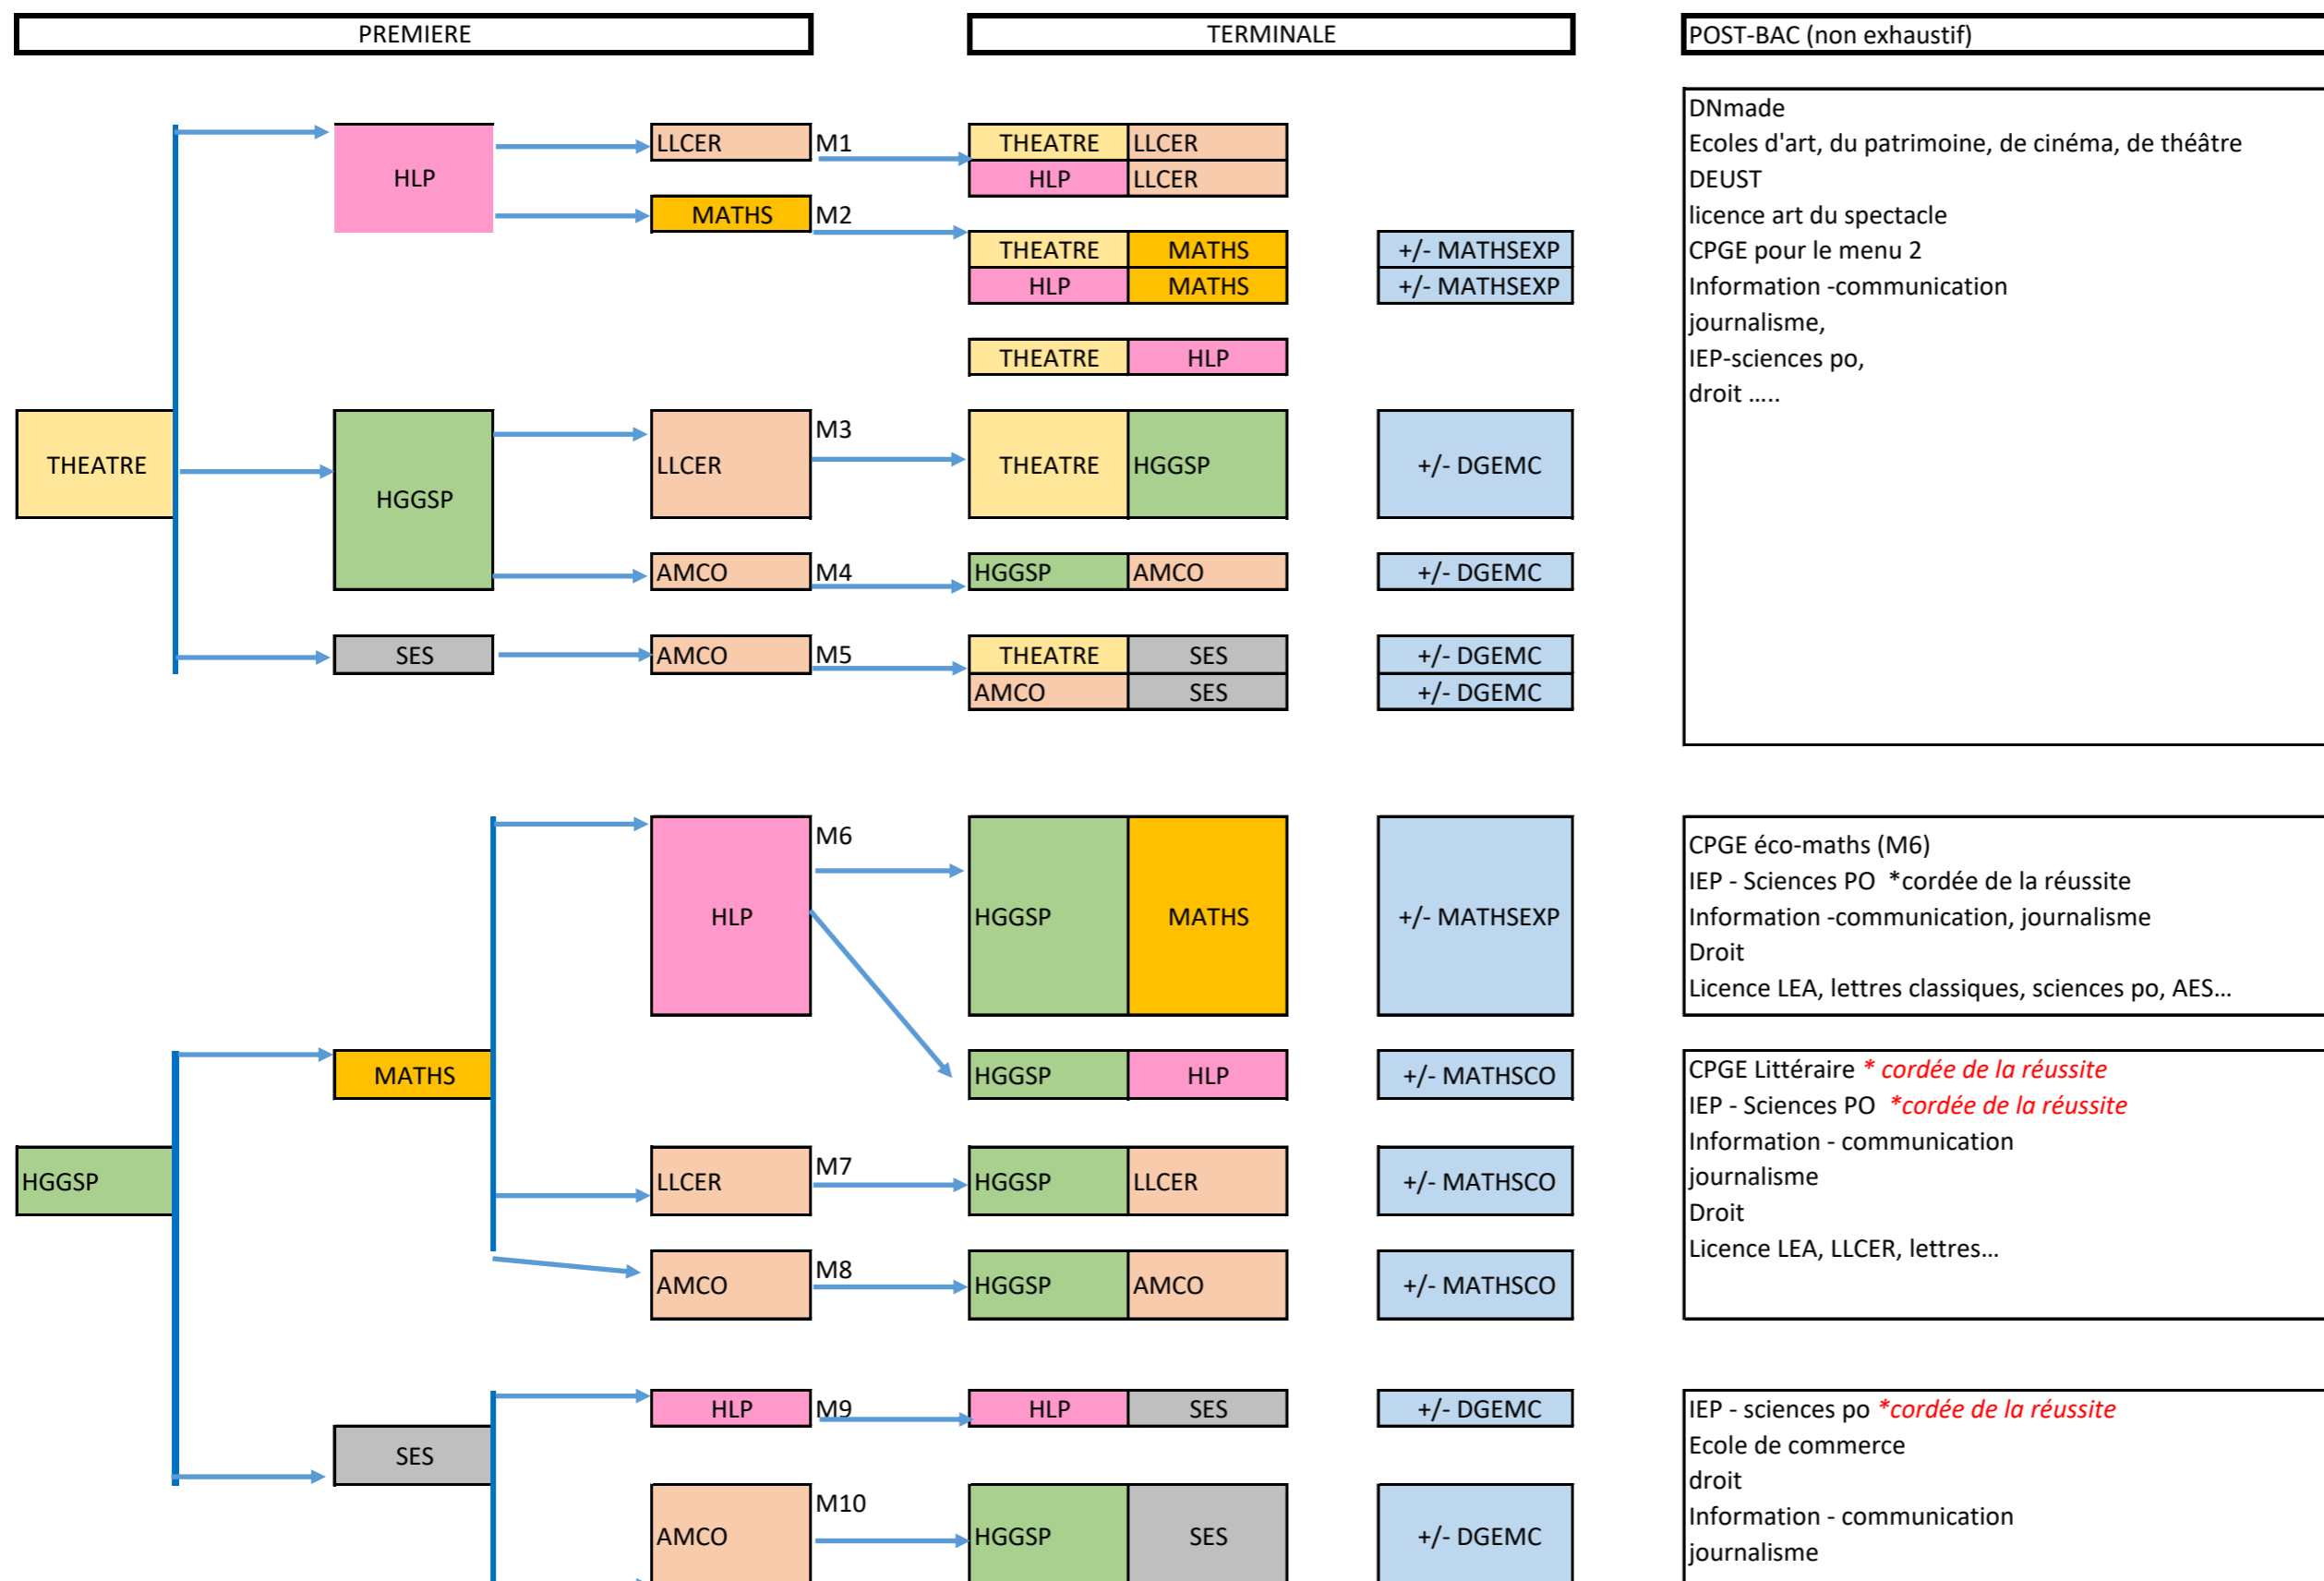 PREMIERE
TERMINALE
POST-BAC (non exhaustif)
HLP
LLCER M1
MATHS M2
THEATRE LLCER
HLP LLCER
THEATRE MATHS +/- MATHSEXP
HLP MATHS +/- MATHSEXP
THEATRE HLP
THEATRE
HGGSP
LLCER M3
THEATRE HGGSP +/- DGEMC
AMCO M4
HGGSP AMCO +/- DGEMC
SES
AMCO M5
THEATRE SES +/- DGEMC
AMCO SES +/- DGEMC
DNmade
Ecoles d'art, du patrimoine, de cinéma, de théâtre
DEUST
licence art du spectacle
CPGE pour le menu 2
Information -communication
journalisme,
IEP-sciences po,
droit …..
HGGSP
MATHS
HLP M6
HGGSP MATHS +/- MATHSEXP
HGGSP HLP +/- MATHSCO
LLCER M7
HGGSP LLCER +/- MATHSCO
AMCO M8
HGGSP AMCO +/- MATHSCO
CPGE éco-maths (M6)
IEP - Sciences PO *cordée de la réussite
Information -communication, journalisme
Droit
Licence LEA, lettres classiques, sciences po, AES…
CPGE Littéraire * cordée de la réussite
IEP - Sciences PO *cordée de la réussite
Information - communication
journalisme
Droit
Licence LEA, LLCER, lettres…
SES
HLP M9
HLP SES +/- DGEMC
AMCO M10
HGGSP SES +/- DGEMC
IEP - sciences po *cordée de la réussite
Ecole de commerce
droit
Information - communication
journalisme